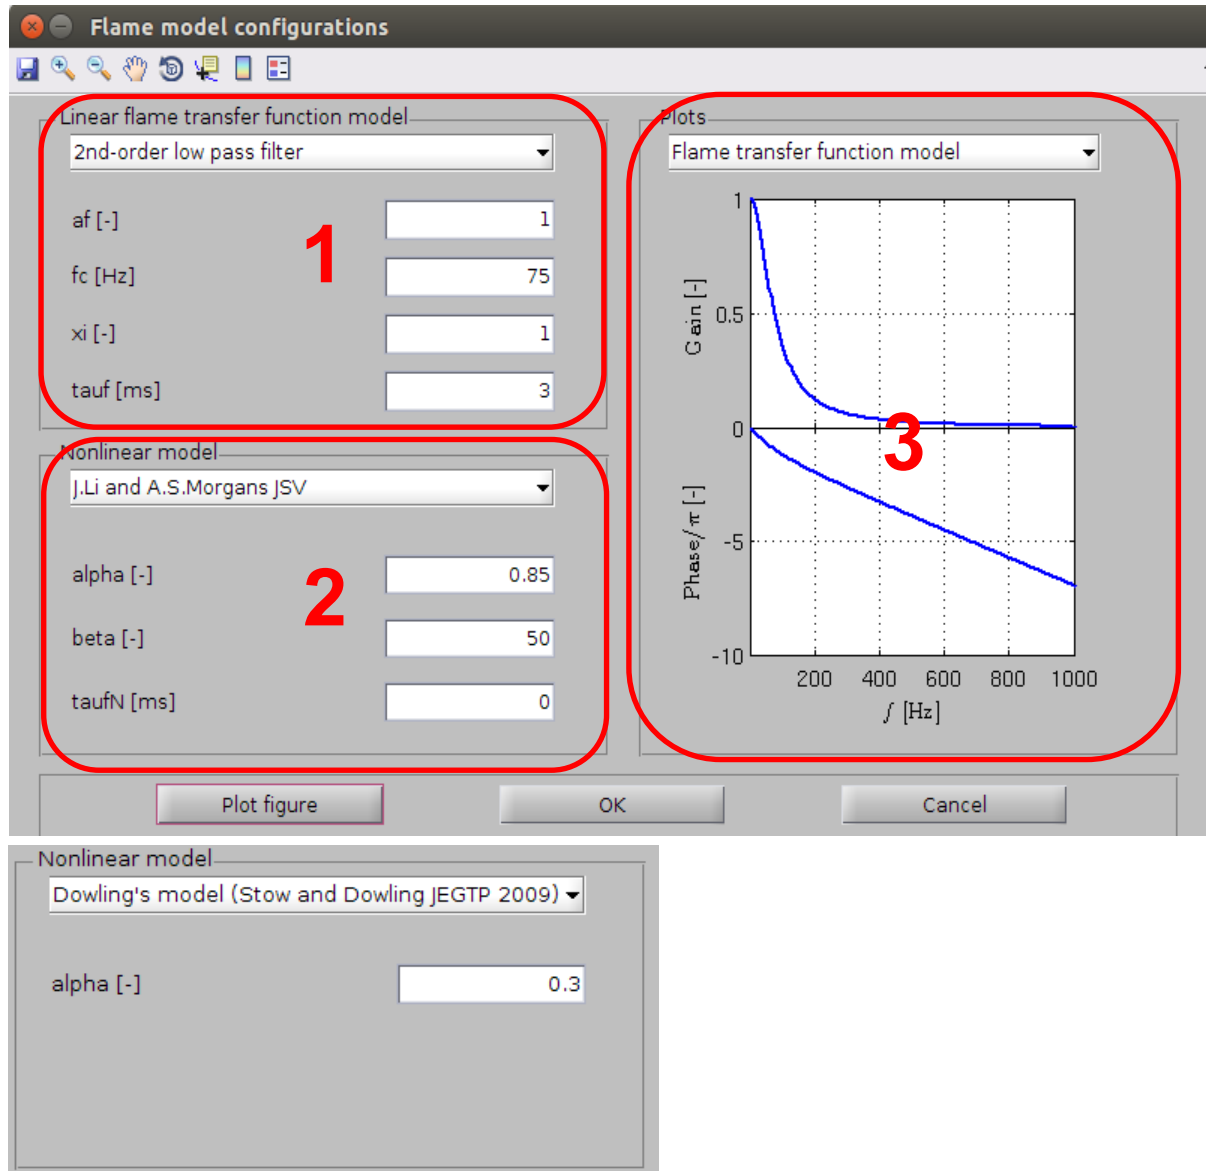 Flame model configurations
Linear flame transfer function model
2nd-order low pass filter
af [-] 1
fc [Hz] 75
xi [-] 1
tauf [ms] 3
1
Nonlinear model
J.Li and A.S.Morgans JSV
alpha [-] 0.85
beta [-] 50
taufN [ms] 0
2
Plots
Flame transfer function model
1
0.5
0
-5
-10
Gain [-]
Phase/π [-]
200 400 600 800 1000
f [Hz]
3
Plot figure OK Cancel
Nonlinear model
Dowling's model (Stow and Dowling JEGTP 2009)
alpha [-] 0.3